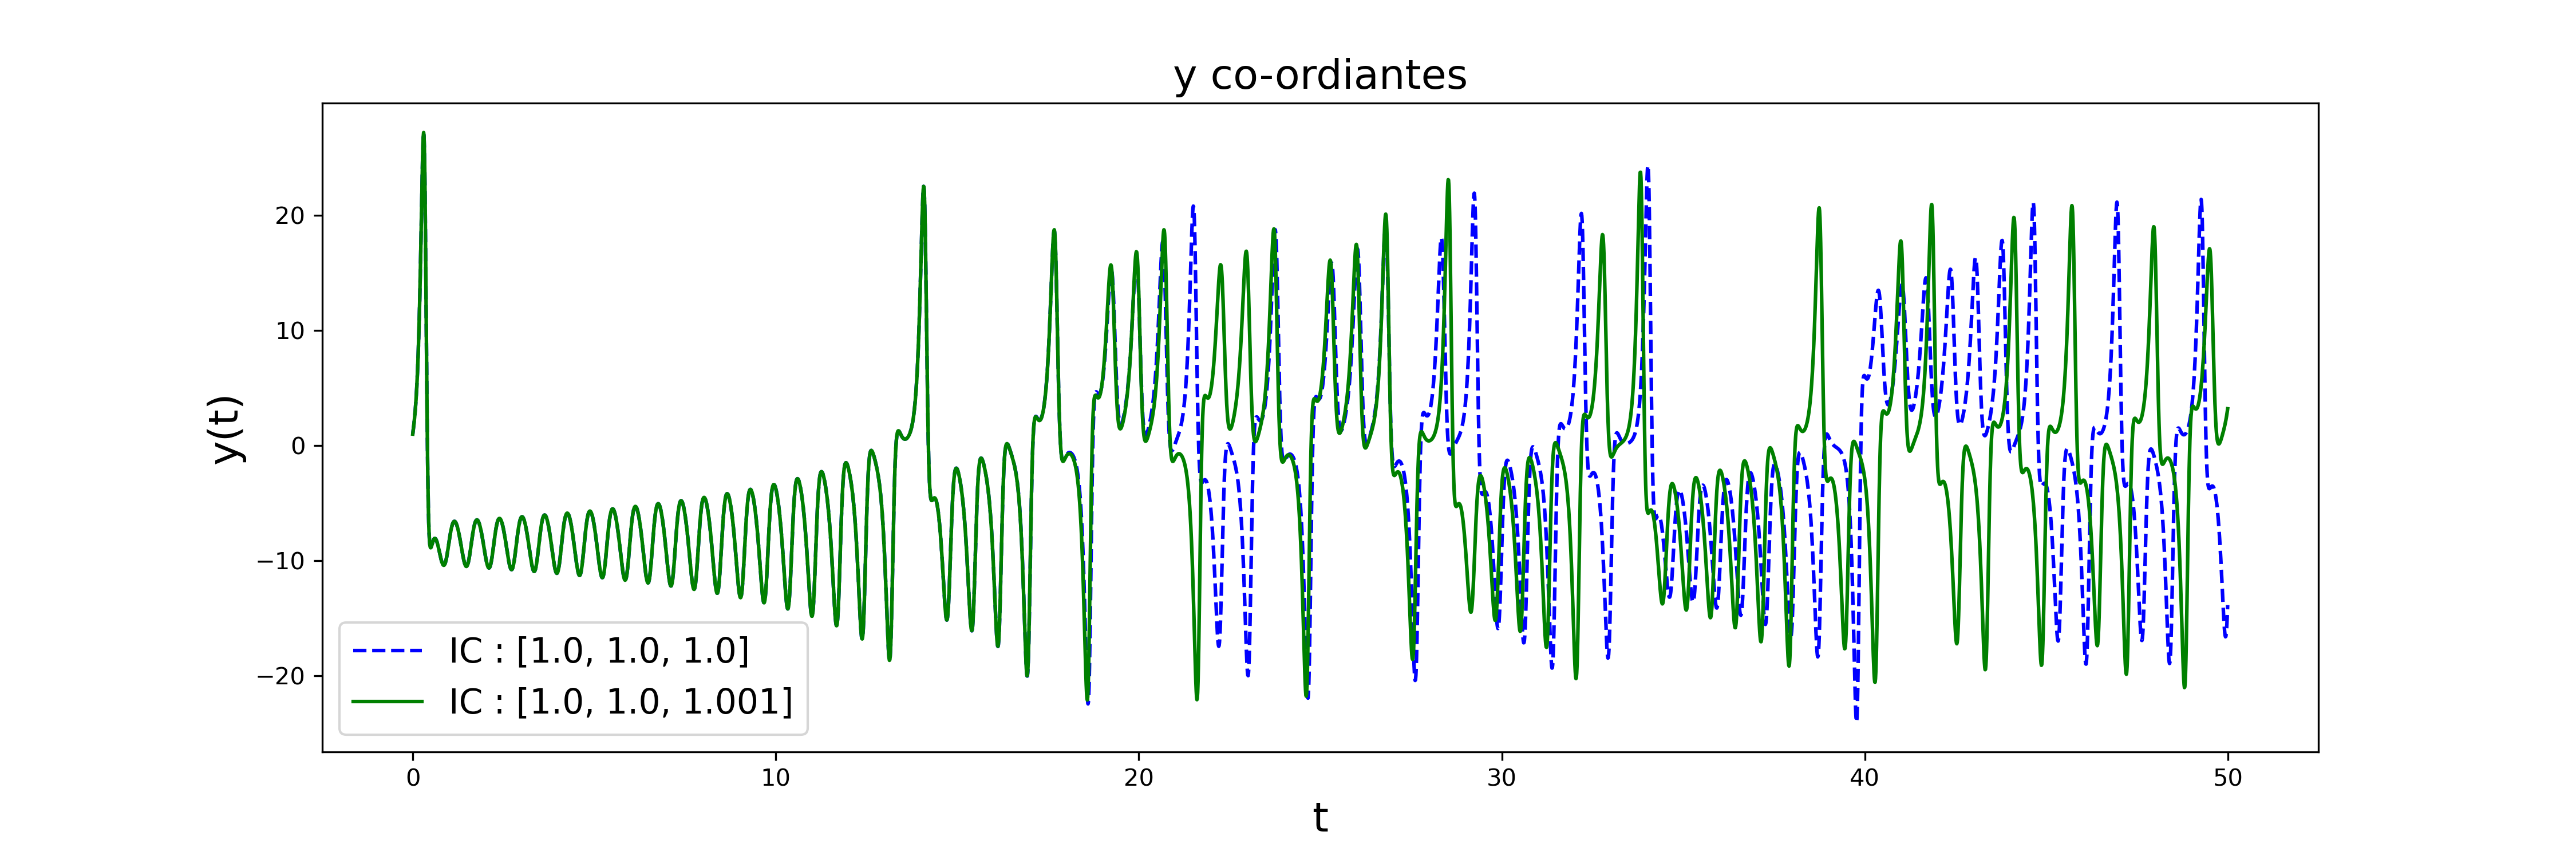 y co-ordiantes
y(t)
20
10
0
−10
−20
IC : [1.0, 1.0, 1.0]
IC : [1.0, 1.0, 1.001]
0 10 20 30 40 50
t